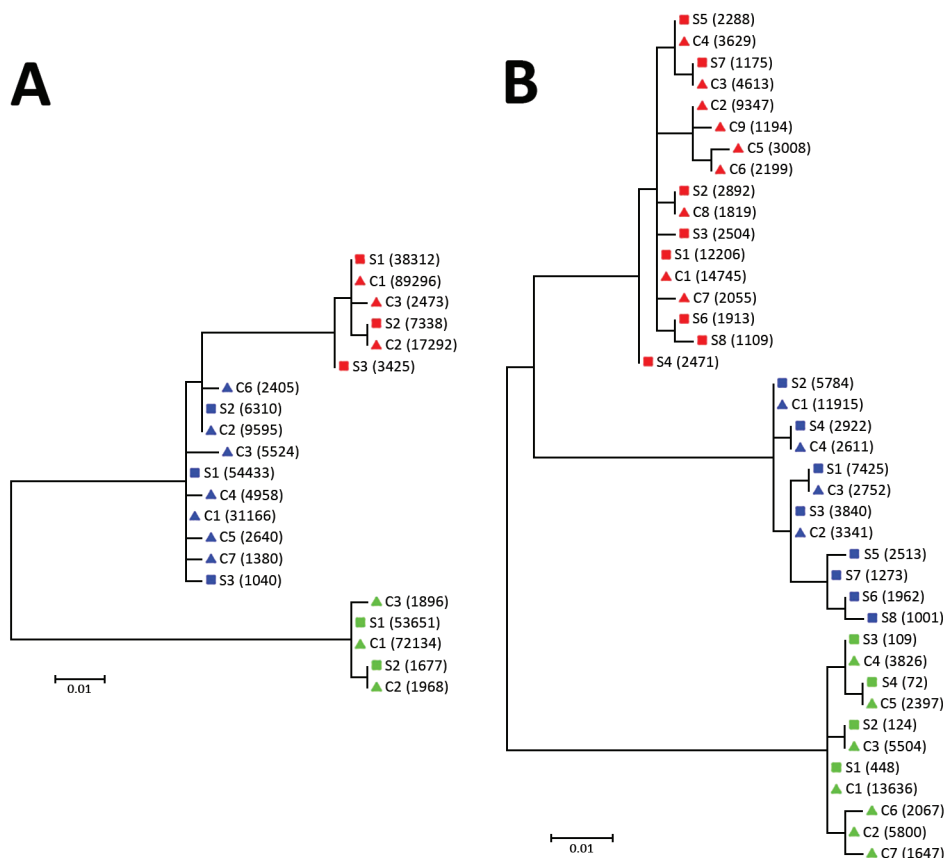 A
S1 (38312)
C1 (89296)
C3 (2473)
S2 (7338)
C2 (17292)
S3 (3425)
C6 (2405)
S2 (6310)
C2 (9595)
C3 (5524)
S1 (54433)
C4 (4958)
C1 (31166)
C5 (2640)
C7 (1380)
S3 (1040)
C3 (1896)
S1 (53651)
C1 (72134)
S2 (1677)
C2 (1968)
0.01
B
S5 (2288)
C4 (3629)
S7 (1175)
C3 (4613)
C2 (9347)
C9 (1194)
C5 (3008)
C6 (2199)
S2 (2892)
C8 (1819)
S3 (2504)
S1 (12206)
C1 (14745)
C7 (2055)
S6 (1913)
S8 (1109)
S4 (2471)
S2 (5784)
C1 (11915)
S4 (2922)
C4 (2611)
S1 (7425)
C3 (2752)
S3 (3840)
C2 (3341)
S5 (2513)
S7 (1273)
S6 (1962)
S8 (1001)
S3 (109)
C4 (3826)
S4 (72)
C5 (2397)
S2 (124)
C3 (5504)
S1 (448)
C1 (13636)
C6 (2067)
C2 (5800)
C7 (1647)
0.01